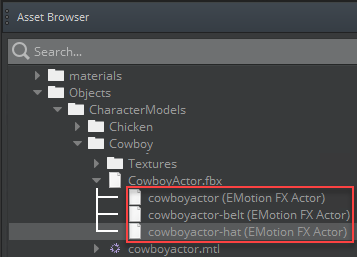 Asset Browser
Search...
materials
Objects
CharacterModels
Chicken
Cowboy
Textures
CowboyActor.fbx
cowboyactor (EMotion FX Actor)
cowboyactor-belt (EMotion FX Actor)
cowboyactor-hat (EMotion FX Actor)
cowboyactor.mtl